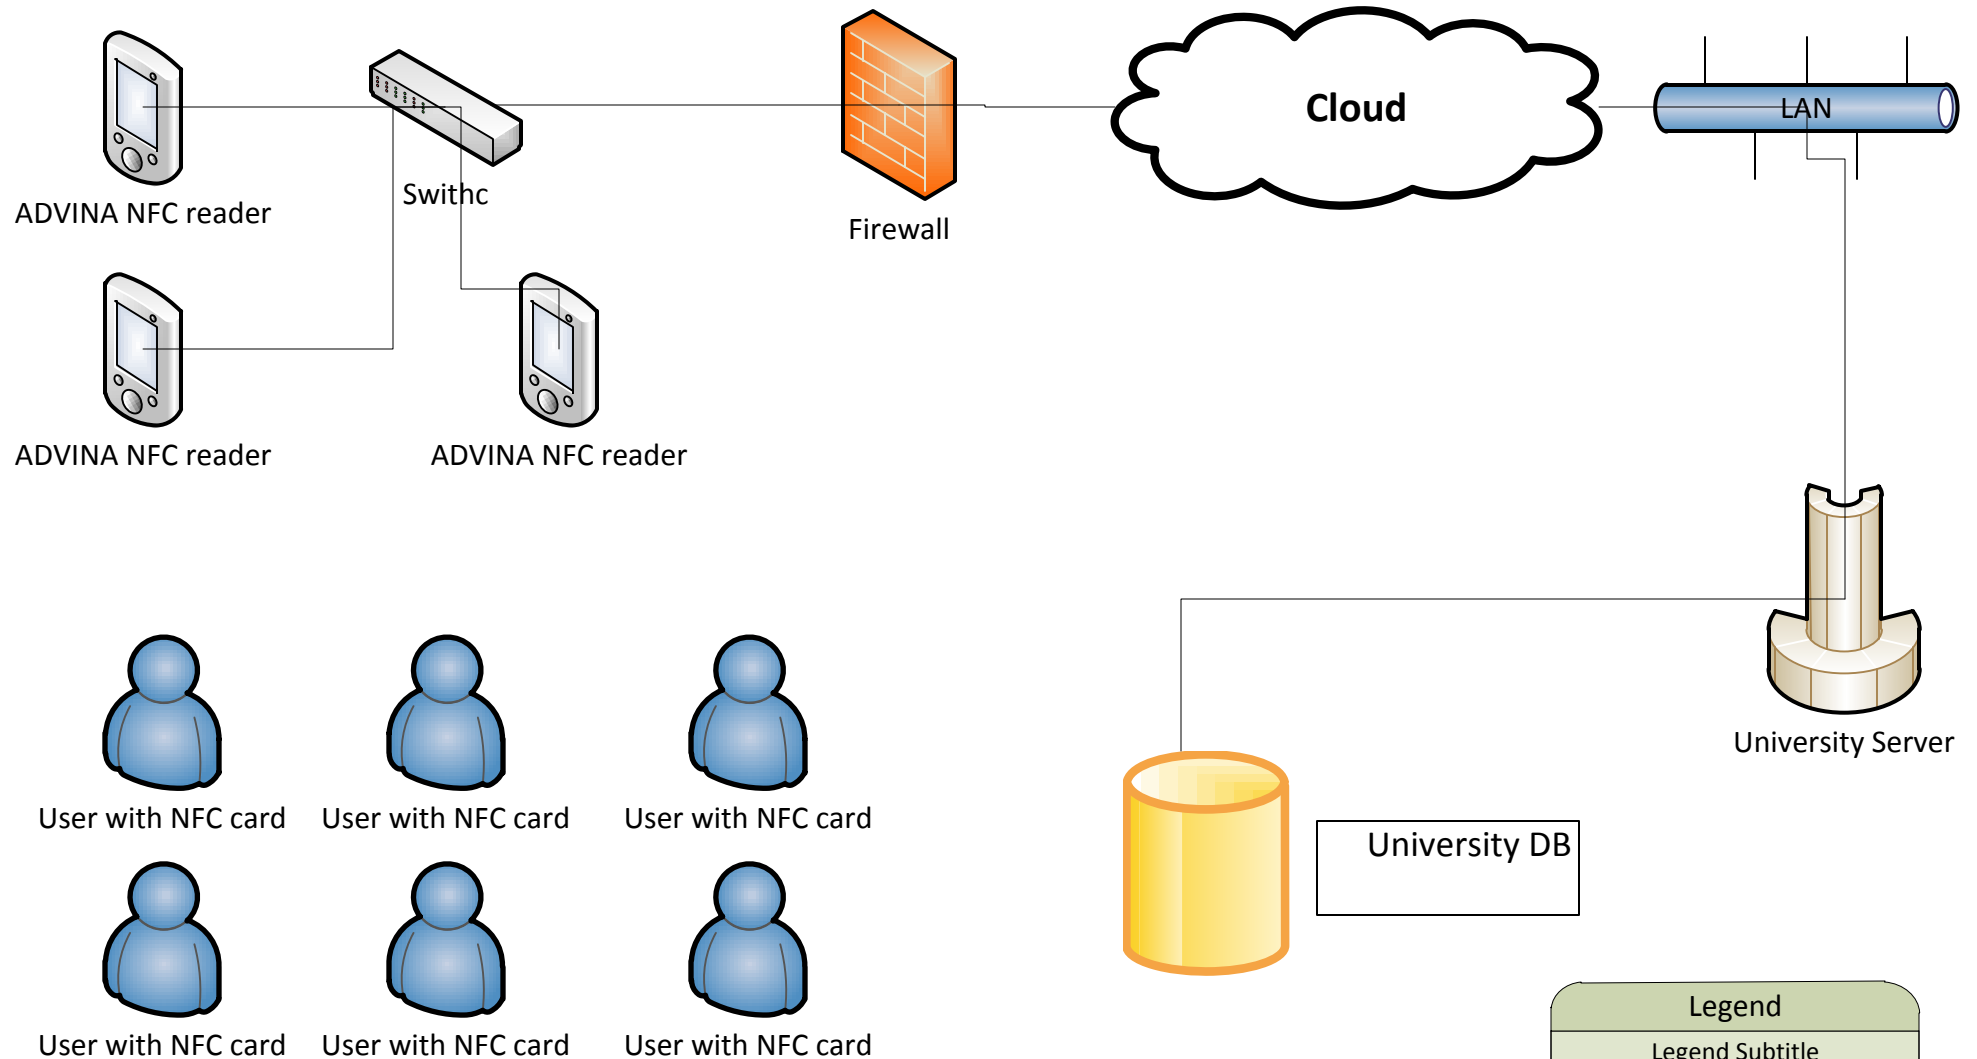 Cloud
LAN
ADVINA NFC reader
Swithc
Firewall
ADVINA NFC reader
ADVINA NFC reader
University Server
User with NFC card
User with NFC card
User with NFC card
University DB
User with NFC card
User with NFC card
User with NFC card
Legend
Legend Subtitle